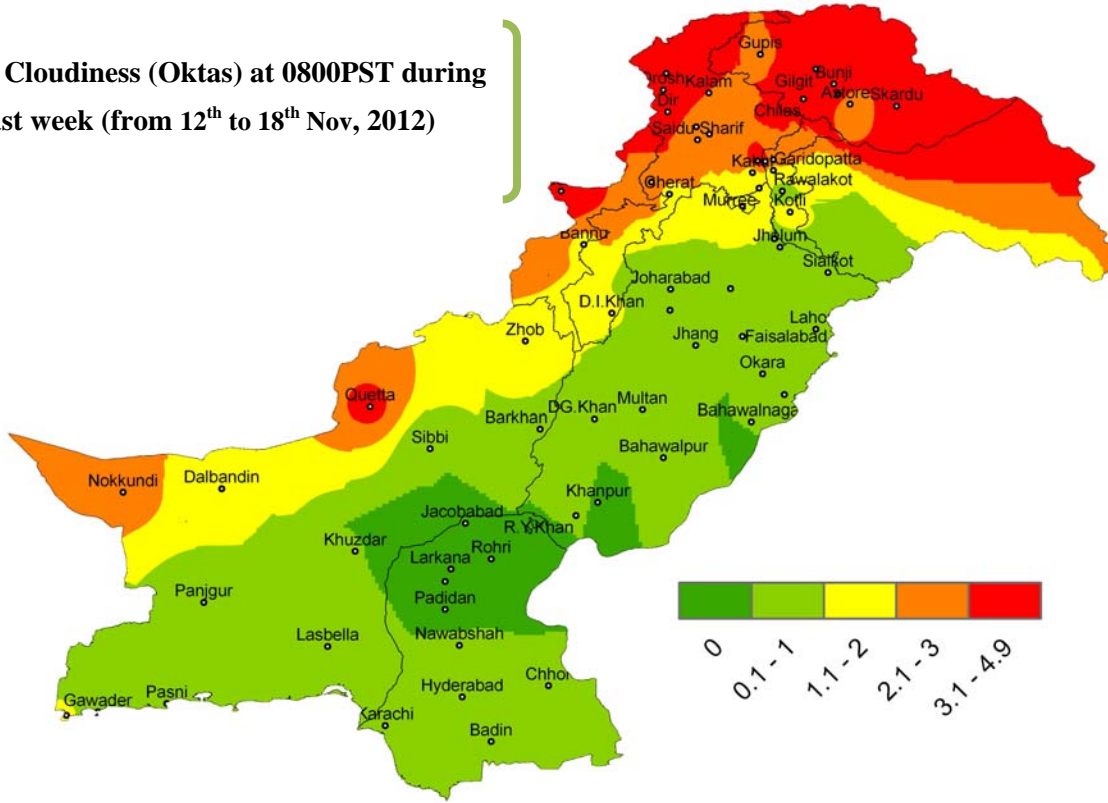 Cloudiness (Oktas) at 0800PST during
st week (from 12th to 18th Nov, 2012)
Gupis
Bunji
Gilgit
Kalam
rosh
Dir
Astore
Skardu
Chilas
Saidu Sharif
Garidopatta
Cherat
Rawalakot
Murree
Kotli
Bannu
Jhelum
Sialkot
Joharabad
D.I.Khan
Laho
Zhob
Jhang
Faisalabad
Okara
Quetta
DG.Khan
Multan
Bahawalnaga
Barkhan
Sibbi
Bahawalpur
Nokkundi
Dalbandin
Khanpur
Jacobabad
R.Y.Khan
Khuzdar
Larkana
Rohri
Panjgur
Padidan
Lasbella
Nawabshah
Chhor
Gawader
Pasni
Hyderabad
Karachi
Badin
0
0.1 - 1
1.1 - 2
2.1 - 3
3.1 - 4.9